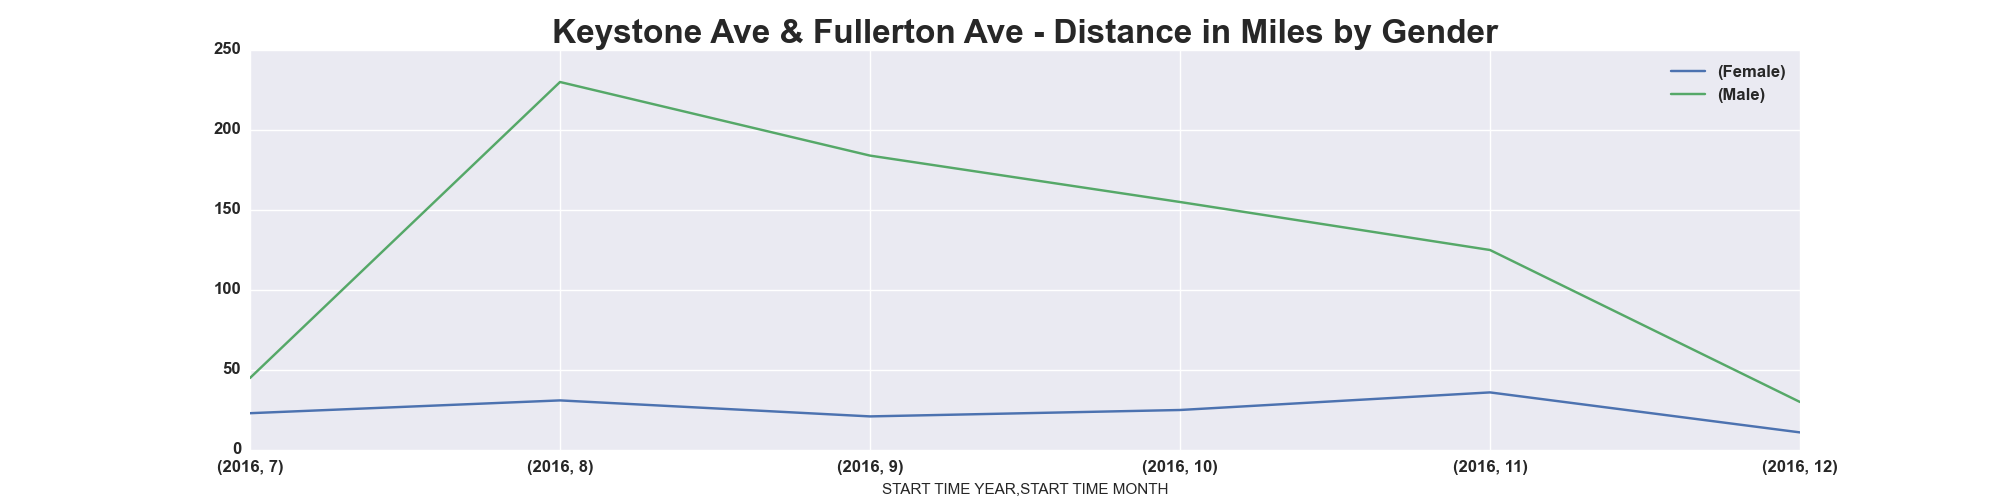 Keystone Ave & Fullerton Ave - Distance in Miles by Gender
250
200
150
100
50
0
(Female)
(Male)
(2016, 7) (2016, 8) (2016, 9) (2016, 10) (2016, 11) (2016, 12)
START TIME YEAR,START TIME MONTH